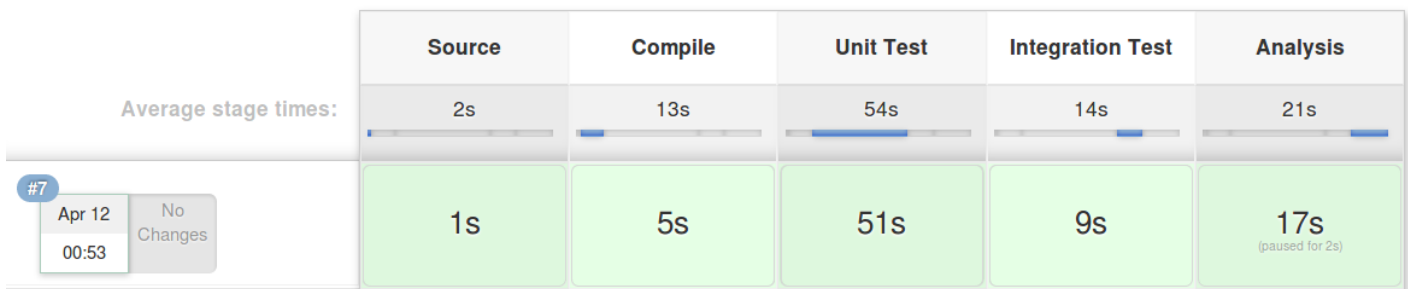 Source Compile Unit Test Integration Test Analysis
Average stage times: 2s 13s 54s 14s 21s
#7
Apr 12 No
Changes
00:53
1s 5s 51s 9s 17s
(paused for 2s)